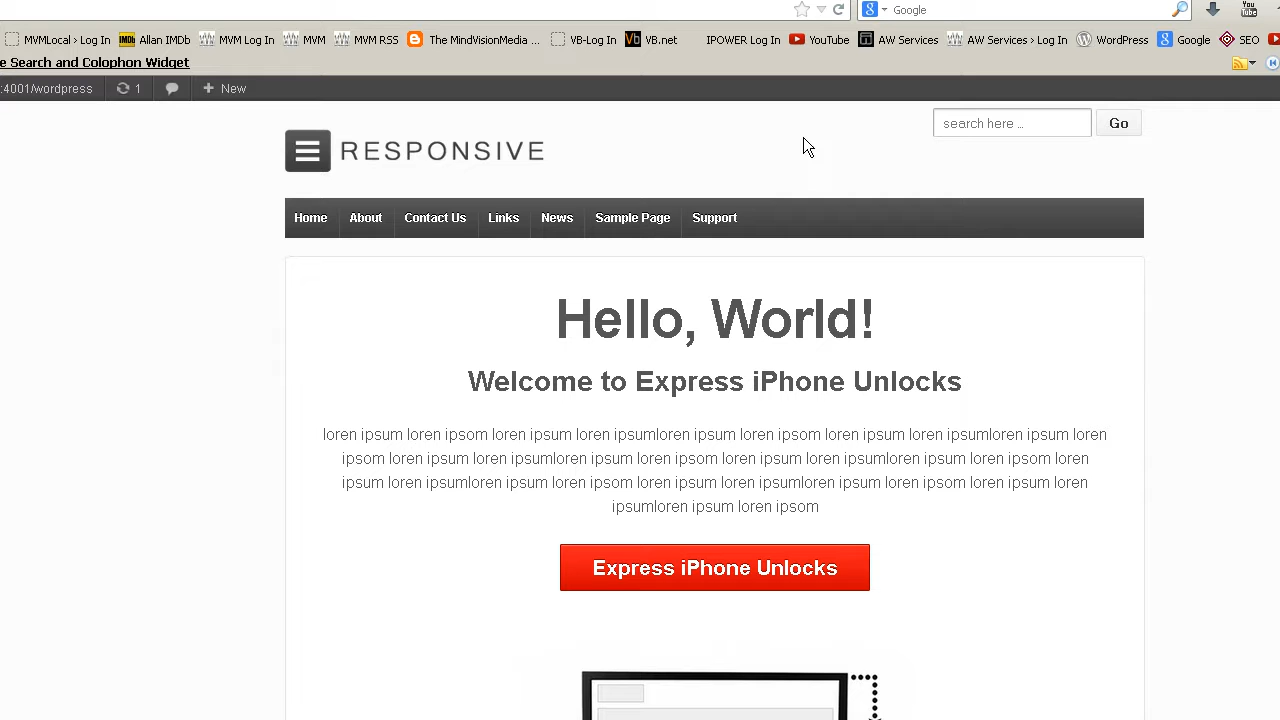 Google
You
Tube
MVMLocal › Log In
IMDb
Allan IMDb
MVM Log In
MVM
MVM RSS
The MindVisionMedia ...
VB-Log In
Vb
VB.net
IPOWER Log In
YouTube
AW Services
AW Services › Log In
WordPress
Google
SEO
e Search and Colophon Widget
:4001/wordpress
1
+ New
search here ..
Go
RESPONSIVE
Home
About
Contact Us
Links
News
Sample Page
Support
Hello, World!
Welcome to Express iPhone Unlocks
loren ipsum loren ipsom loren ipsum loren ipsumloren ipsum loren ipsom loren ipsum loren ipsumloren ipsum loren
ipsom loren ipsum loren ipsumloren ipsum loren ipsom loren ipsum loren ipsumloren ipsum loren ipsom loren
ipsum loren ipsumloren ipsum loren ipsom loren ipsum loren ipsumloren ipsum loren ipsom loren ipsum loren
ipsumloren ipsum loren ipsom
Express iPhone Unlocks